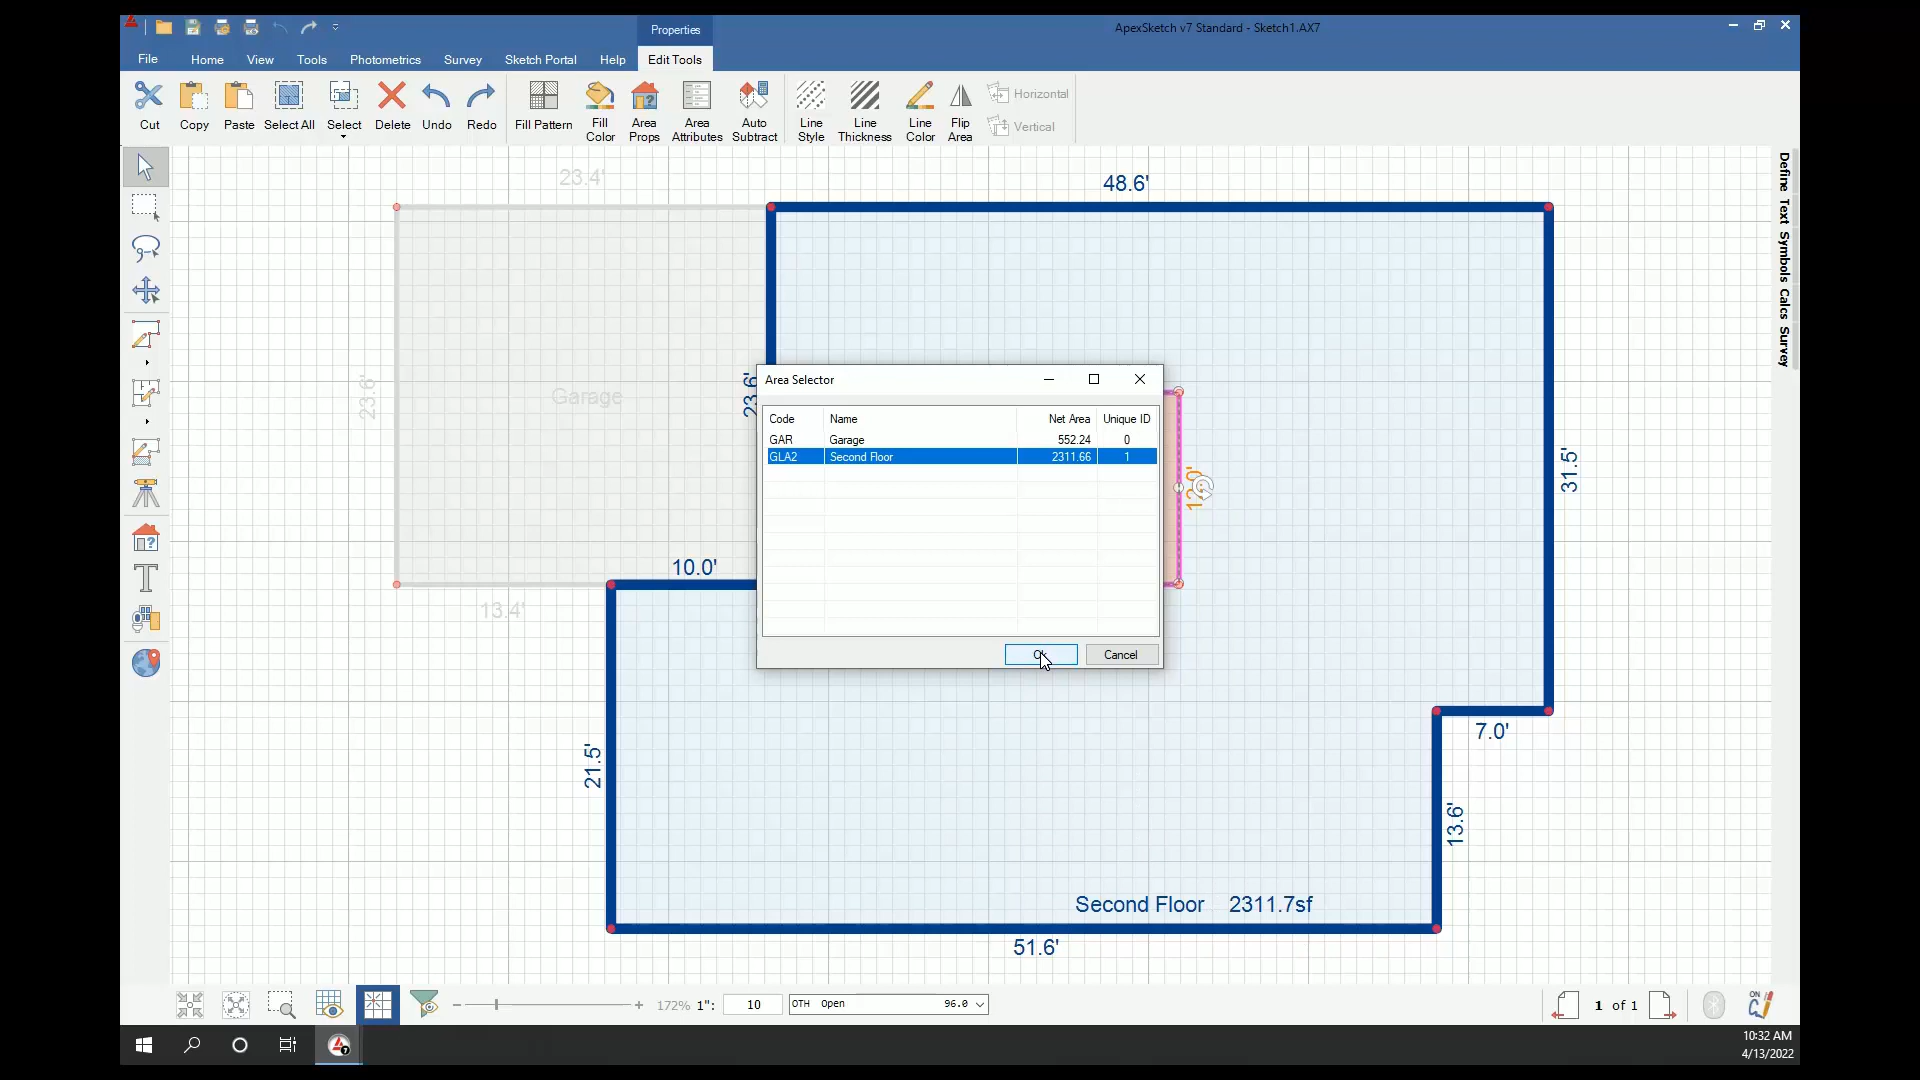 Properties
ApexSketch v7 Standard - Sketch1.AX7
File Home View Tools Photometrics Survey Sketch Portal Help Edit Tools
Cut Copy Paste Select All Select Delete Undo Redo Fill Pattern Fill Color Area Props Area Attributes Auto Subtract Line Style Line Thickness Line Color Flip Area Horizontal Vertical
Define Text Symbols Calcs Survey
23.4'
48.6'
23.6'
Garage
23.6'
31.5'
10.0'
13.4'
Area Selector
Code Name Net Area Unique ID
GAR Garage 552.24 0
GLA2 Second Floor 2311.66 1
Cancel
7.0'
21.5'
13.6'
Second Floor 2311.7sf
51.6'
172% 1": 10 OTH Open 96.0
1 of 1
ON
7
10:32 AM
4/13/2022